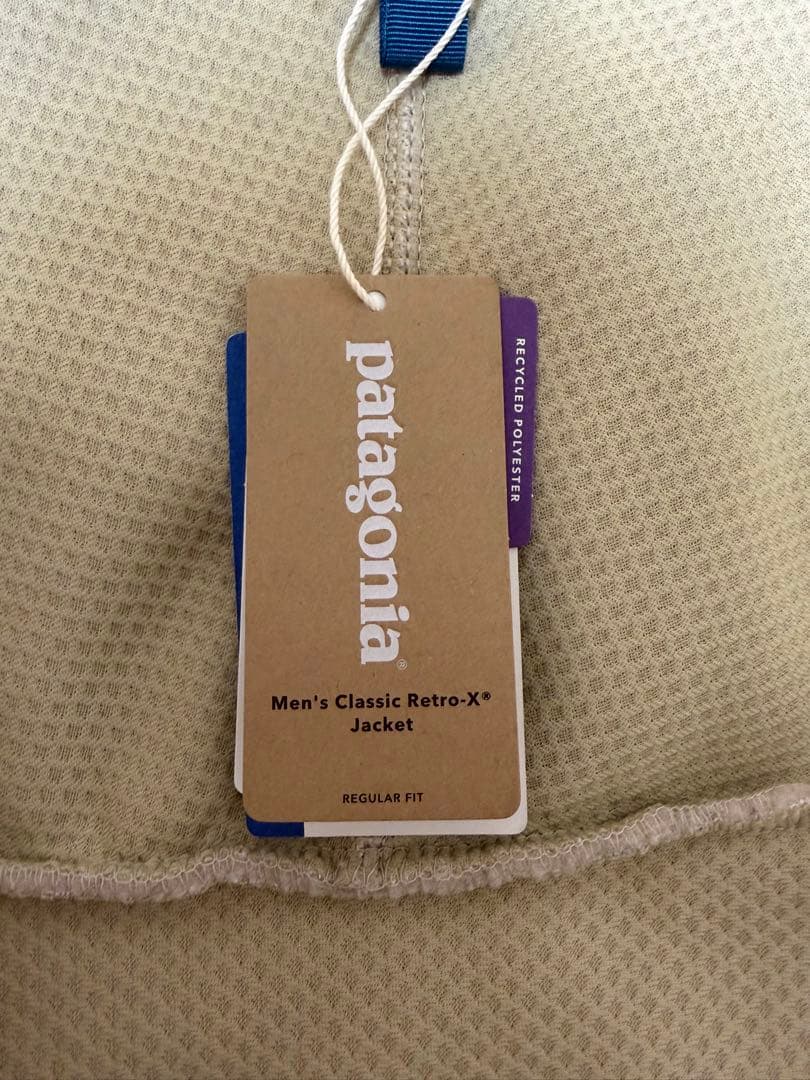 patagonia®
Men's Classic Retro-X®
Jacket
REGULAR FIT
RECYCLED POLYESTER